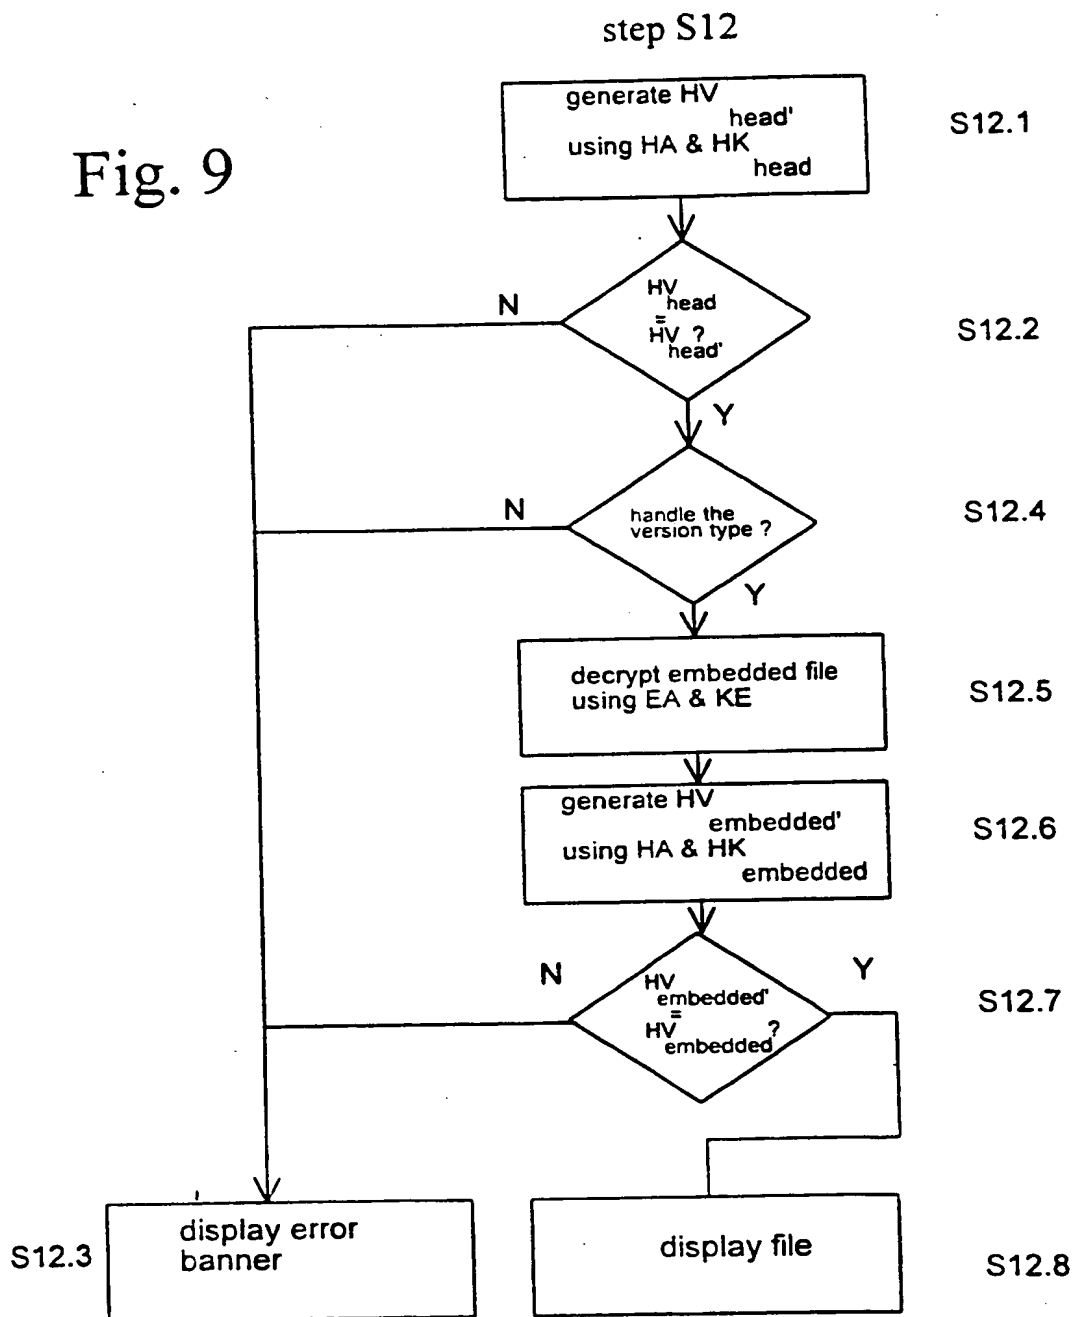 step S12
Fig. 9
generate HV
head'
using HA & HK
head
S12.1
HV
head
=
HV ?
head'
N
S12.2
Y
handle the
version type ?
N
S12.4
Y
decrypt embedded file
using EA & KE
S12.5
generate HV
embedded'
using HA & HK
embedded
S12.6
N
Y
HV
embedded'
=
HV ?
embedded
S12.7
S12.3
display error
banner
display file
S12.8